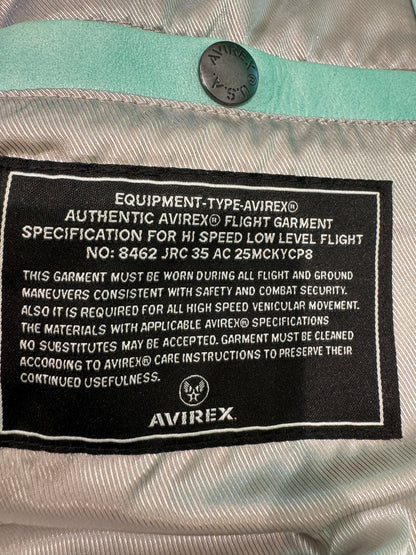 AVIREX® U.S.A.
EQUIPMENT-TYPE-AVIREX®
AUTHENTIC AVIREX® FLIGHT GARMENT
SPECIFICATION FOR HI SPEED LOW LEVEL FLIGHT
NO: 8462 JRC 35 AC 25MCKYCP8
THIS GARMENT MUST BE WORN DURING ALL FLIGHT AND GROUND
MANEUVERS CONSISTENT WITH SAFETY AND COMBAT SECURITY.
ALSO IT IS REQUIRED FOR ALL HIGH SPEED VENICULAR MOVEMENT.
THE MATERIALS WITH APPLICABLE AVIREX® SPECIFICATIONS
NO SUBSTITUTES MAY BE ACCEPTED. GARMENT MUST BE CLEANED
ACCORDING TO AVIREX® CARE INSTRUCTIONS TO PRESERVE THEIR
CONTINUED USEFULNESS.
AVIREX.